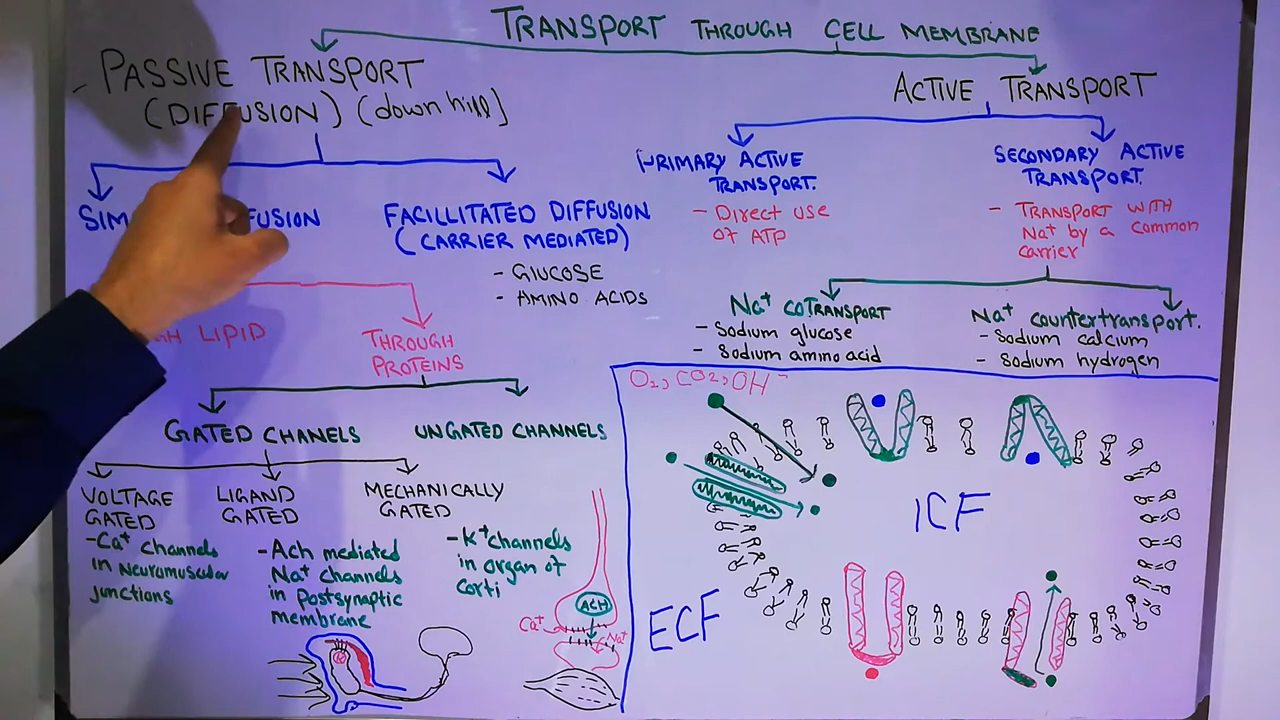 TRANSPORT THROUGH CELL MEMBRANE
- PASSIVE TRANSPORT
(DIFFUSION) (down hill)
ACTIVE TRANSPORT
FACILLITATED DIFFUSION
(CARRIER MEDIATED)
- GLUCOSE
- AMINO ACIDS
PRIMARY ACTIVE
TRANSPORT.
- Direct use
of ATP
SECONDARY ACTIVE
TRANSPORT.
- TRANSPORT WITH
Na+ by a common
carrier
Na+ COTRANSPORT
- Sodium glucose
- Sodium amino acid
Na+ countertransport.
- Sodium calcium
- Sodium hydrogen
LIPID
THROUGH
PROTEINS
GATED CHANELS
UNGATED CHANNELS
VOLTAGE
GATED
- Ca+ channels
in Neuromuscular
junctions
LIGAND
GATED
- Ach mediated
Na+ channels
in Postsynaptic
membrane
MECHANICALLY
GATED
- K+ channels
in organ of
corti
ACH
Ca+
Na+
O2, CO2, OH-
ICF
ECF